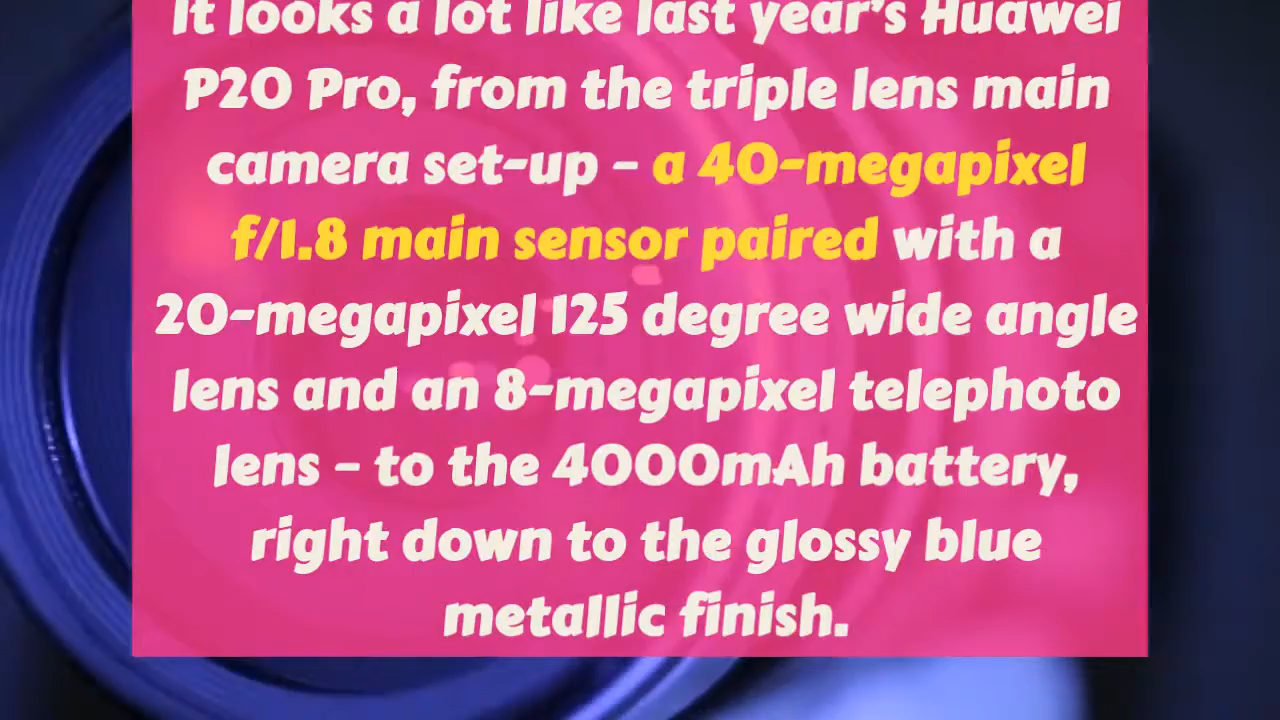 It looks a lot like last year's Huawei
P20 Pro, from the triple lens main
camera set-up – a 40-megapixel
f/1.8 main sensor paired with a
20-megapixel 125 degree wide angle
lens and an 8-megapixel telephoto
lens – to the 4000mAh battery,
right down to the glossy blue
metallic finish.